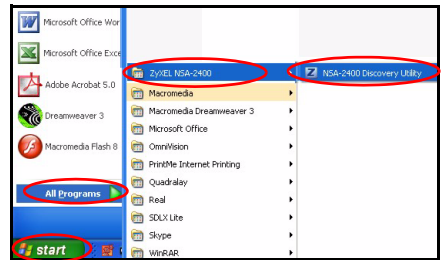 Microsoft Office Wor
Microsoft Office Exce
Adobe Acrobat 5.0
Dreamweaver 3
Macromedia Flash 8
All Programs
start
ZyXEL NSA-2400
Macromedia
Macromedia Dreamweaver 3
Microsoft Office
OmniVision
PrintMe Internet Printing
Quadralay
Real
SDLX Lite
Skype
WinRAR
NSA-2400 Discovery Utility